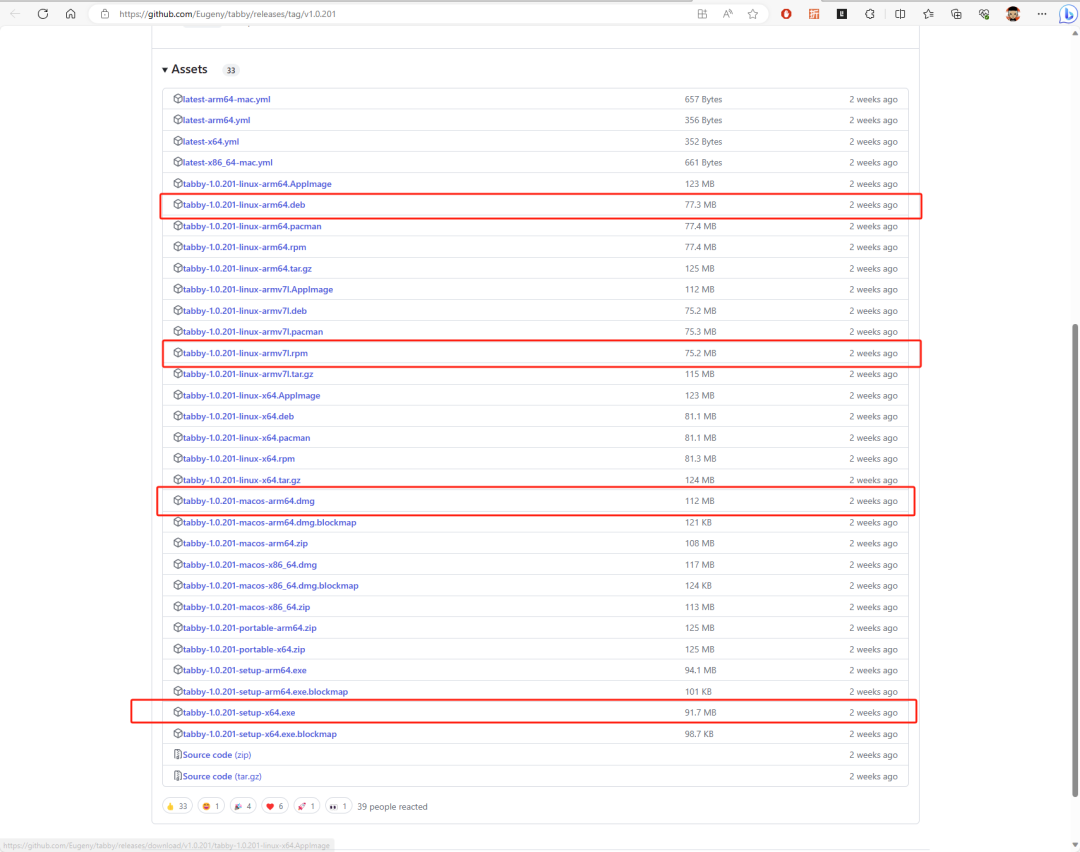 https://github.com/Eugeny/tabby/releases/tag/v1.0.201
Assets 33
latest-arm64-mac.yml 657 Bytes 2 weeks ago
latest-arm64.yml 356 Bytes 2 weeks ago
latest-x64.yml 352 Bytes 2 weeks ago
latest-x86_64-mac.yml 661 Bytes 2 weeks ago
tabby-1.0.201-linux-arm64.AppImage 123 MB 2 weeks ago
tabby-1.0.201-linux-arm64.deb 77.3 MB 2 weeks ago
tabby-1.0.201-linux-arm64.pacman 77.4 MB 2 weeks ago
tabby-1.0.201-linux-arm64.rpm 77.4 MB 2 weeks ago
tabby-1.0.201-linux-arm64.tar.gz 125 MB 2 weeks ago
tabby-1.0.201-linux-armv7l.AppImage 112 MB 2 weeks ago
tabby-1.0.201-linux-armv7l.deb 75.2 MB 2 weeks ago
tabby-1.0.201-linux-armv7l.pacman 75.3 MB 2 weeks ago
tabby-1.0.201-linux-armv7l.rpm 75.2 MB 2 weeks ago
tabby-1.0.201-linux-armv7l.tar.gz 115 MB 2 weeks ago
tabby-1.0.201-linux-x64.AppImage 123 MB 2 weeks ago
tabby-1.0.201-linux-x64.deb 81.1 MB 2 weeks ago
tabby-1.0.201-linux-x64.pacman 81.1 MB 2 weeks ago
tabby-1.0.201-linux-x64.rpm 81.3 MB 2 weeks ago
tabby-1.0.201-linux-x64.tar.gz 124 MB 2 weeks ago
tabby-1.0.201-macos-arm64.dmg 112 MB 2 weeks ago
tabby-1.0.201-macos-arm64.dmg.blockmap 121 KB 2 weeks ago
tabby-1.0.201-macos-arm64.zip 108 MB 2 weeks ago
tabby-1.0.201-macos-x86_64.dmg 117 MB 2 weeks ago
tabby-1.0.201-macos-x86_64.dmg.blockmap 124 KB 2 weeks ago
tabby-1.0.201-macos-x86_64.zip 113 MB 2 weeks ago
tabby-1.0.201-portable-arm64.zip 125 MB 2 weeks ago
tabby-1.0.201-portable-x64.zip 125 MB 2 weeks ago
tabby-1.0.201-setup-arm64.exe 94.1 MB 2 weeks ago
tabby-1.0.201-setup-arm64.exe.blockmap 101 KB 2 weeks ago
tabby-1.0.201-setup-x64.exe 91.7 MB 2 weeks ago
tabby-1.0.201-setup-x64.exe.blockmap 98.7 KB 2 weeks ago
Source code (zip) 2 weeks ago
Source code (tar.gz) 2 weeks ago
33 1 4 6 1 1 39 people reacted
https://github.com/Eugeny/tabby/releases/download/v1.0.201/tabby-1.0.201-linux-x64.AppImage